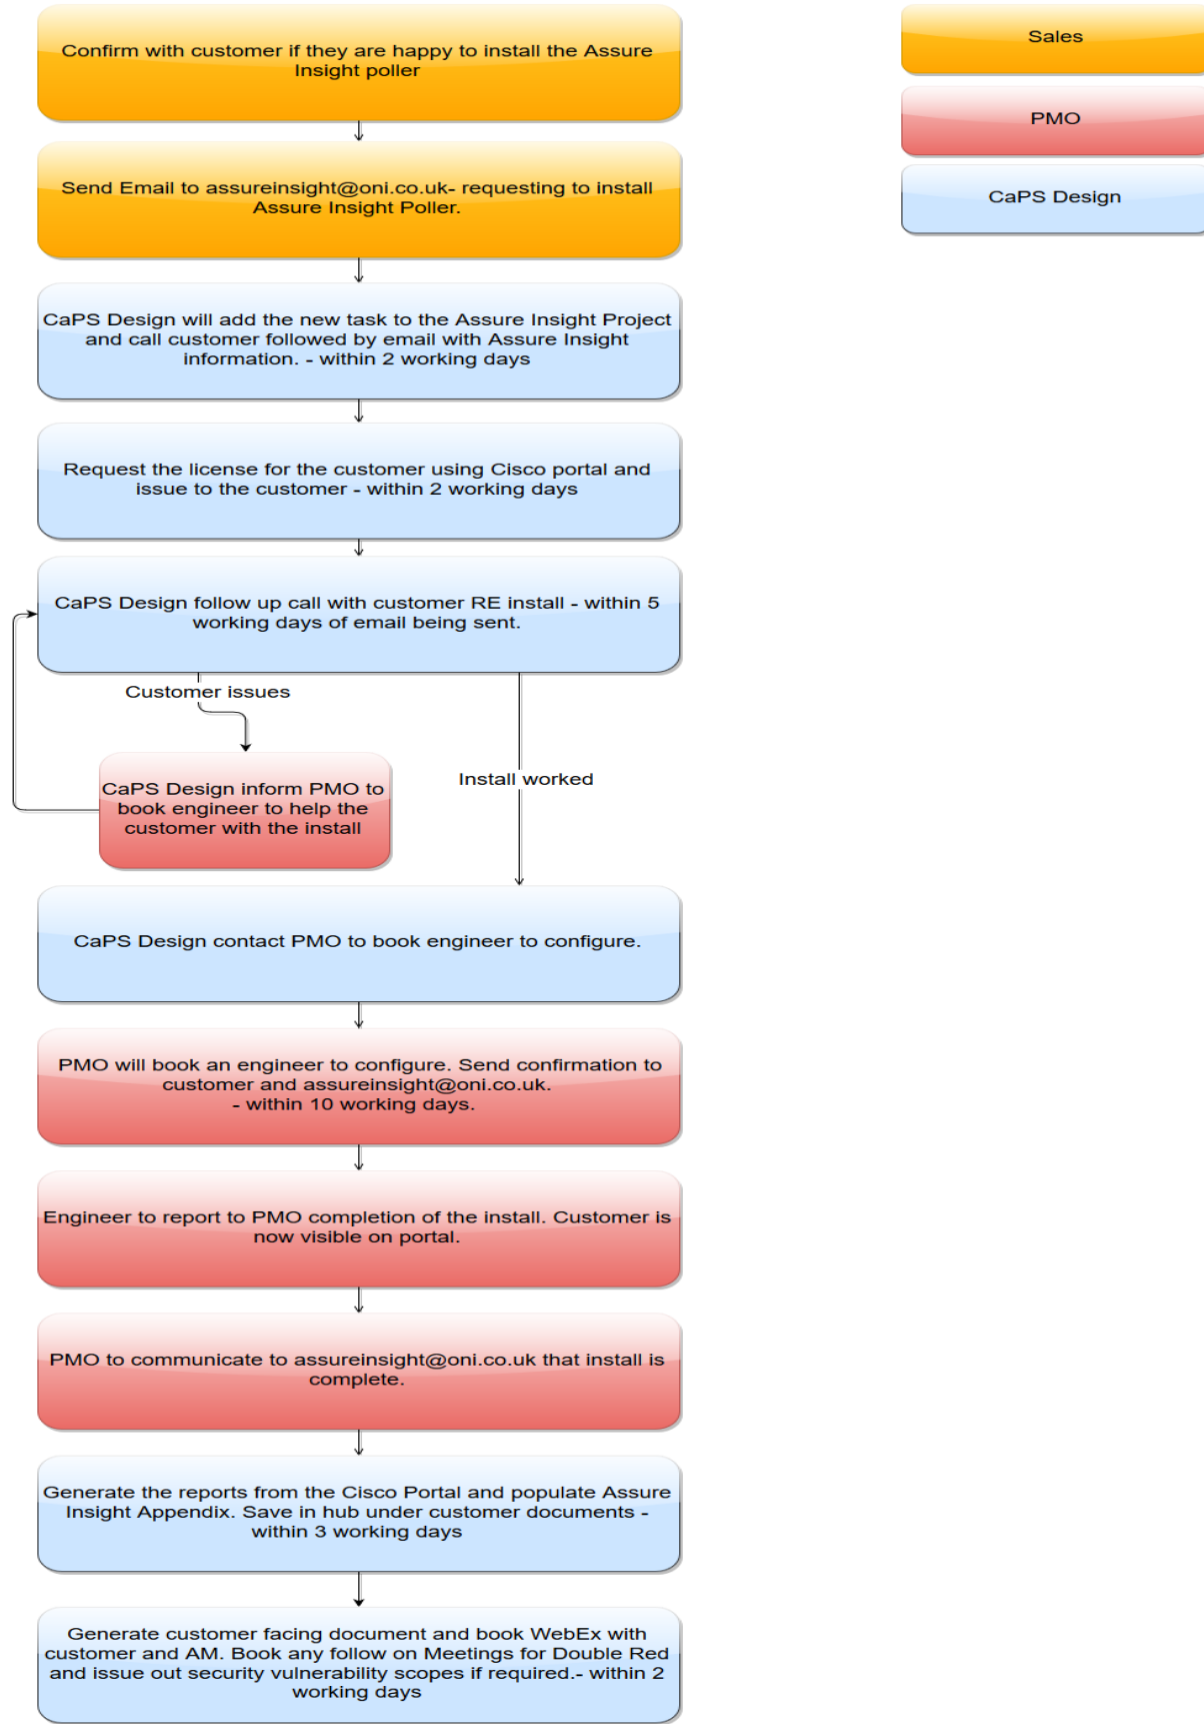 Confirm with customer if they are happy to install the Assure
Insight poller
Sales
PMO
Send Email to assureinsight@oni.co.uk- requesting to install
Assure Insight Poller.
CaPS Design
CaPS Design will add the new task to the Assure Insight Project
and call customer followed by email with Assure Insight
information. - within 2 working days
Request the license for the customer using Cisco portal and
issue to the customer - within 2 working days
CaPS Design follow up call with customer RE install - within 5
working days of email being sent.
Customer issues
Install worked
CaPS Design inform PMO to
book engineer to help the
customer with the install
CaPS Design contact PMO to book engineer to configure.
PMO will book an engineer to configure. Send confirmation to
customer and assureinsight@oni.co.uk.
- within 10 working days.
Engineer to report to PMO completion of the install. Customer is
now visible on portal.
PMO to communicate to assureinsight@oni.co.uk that install is
complete.
Generate the reports from the Cisco Portal and populate Assure
Insight Appendix. Save in hub under customer documents -
within 3 working days
Generate customer facing document and book WebEx with
customer and AM. Book any follow on Meetings for Double Red
and issue out security vulnerability scopes if required.- within 2
working days